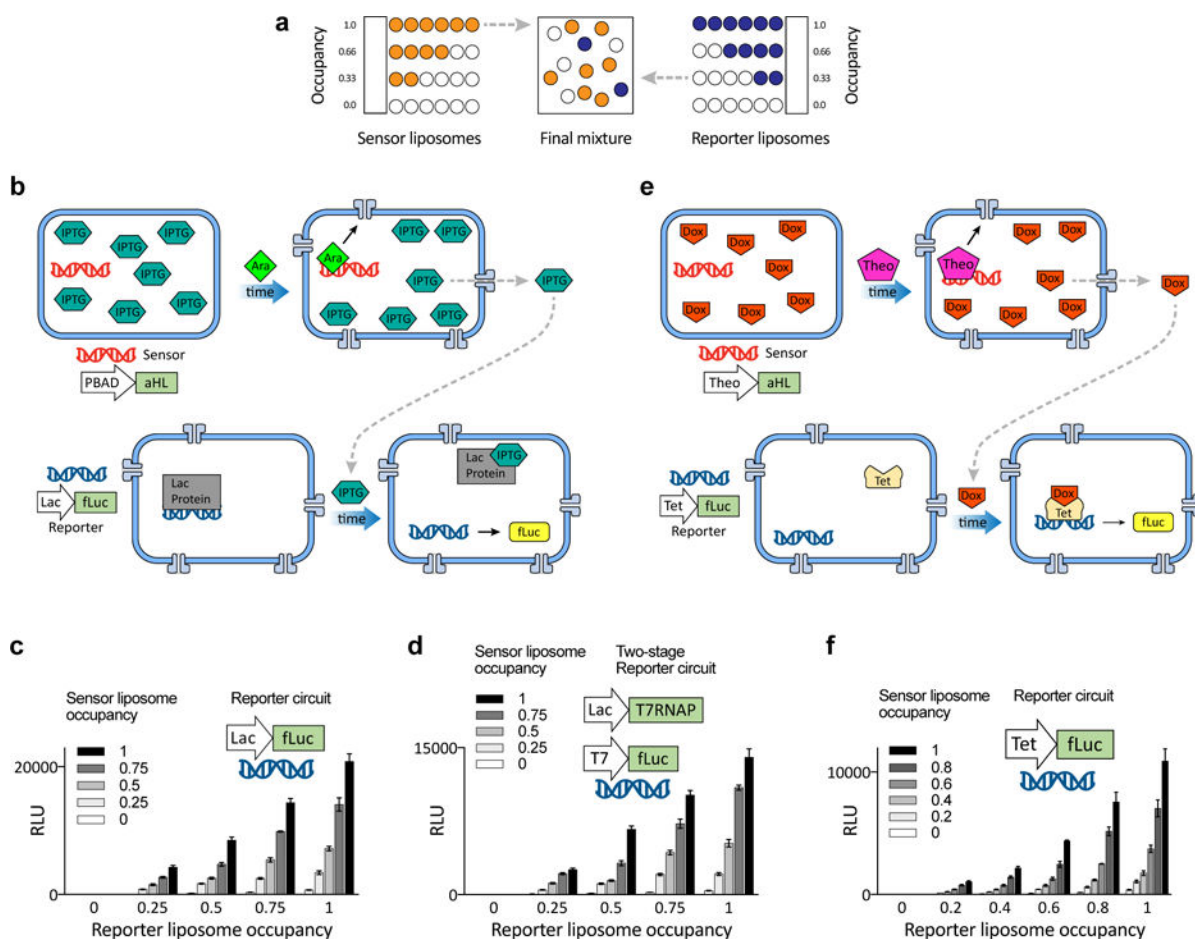 a
Occupancy
1.0
0.66
0.33
0.0
Sensor liposomes
Final mixture
1.0
0.66
0.33
0.0
Occupancy
Reporter liposomes
b
IPTG
IPTG
IPTG
IPTG
IPTG
IPTG
IPTG
IPTG
Ara
time
Ara
IPTG
IPTG
IPTG
IPTG
IPTG
IPTG
IPTG
Sensor
PBAD
aHL
Lac
fLuc
Reporter
Lac
Protein
IPTG
time
Lac
Protein
IPTG
fLuc
e
Dox
Dox
Dox
Dox
Dox
Dox
Dox
Dox
Theo
time
Theo
Dox
Dox
Dox
Dox
Dox
Dox
Dox
Sensor
Theo
aHL
Tet
fLuc
Reporter
Tet
Dox
time
Dox
Tet
fLuc
c
Sensor liposome
occupancy
1
0.75
0.5
0.25
0
Reporter circuit
Lac
fLuc
20000
0
RLU
0
0.25
0.5
0.75
1
Reporter liposome occupancy
d
Sensor liposome
occupancy
1
0.75
0.5
0.25
0
Two-stage
Reporter circuit
Lac
T7RNAP
T7
fLuc
15000
0
RLU
0
0.25
0.5
0.75
1
Reporter liposome occupancy
f
Sensor liposome
occupancy
1
0.8
0.6
0.4
0.2
0
Reporter circuit
Tet
fLuc
10000
0
RLU
0
0.2
0.4
0.6
0.8
1
Reporter liposome occupancy